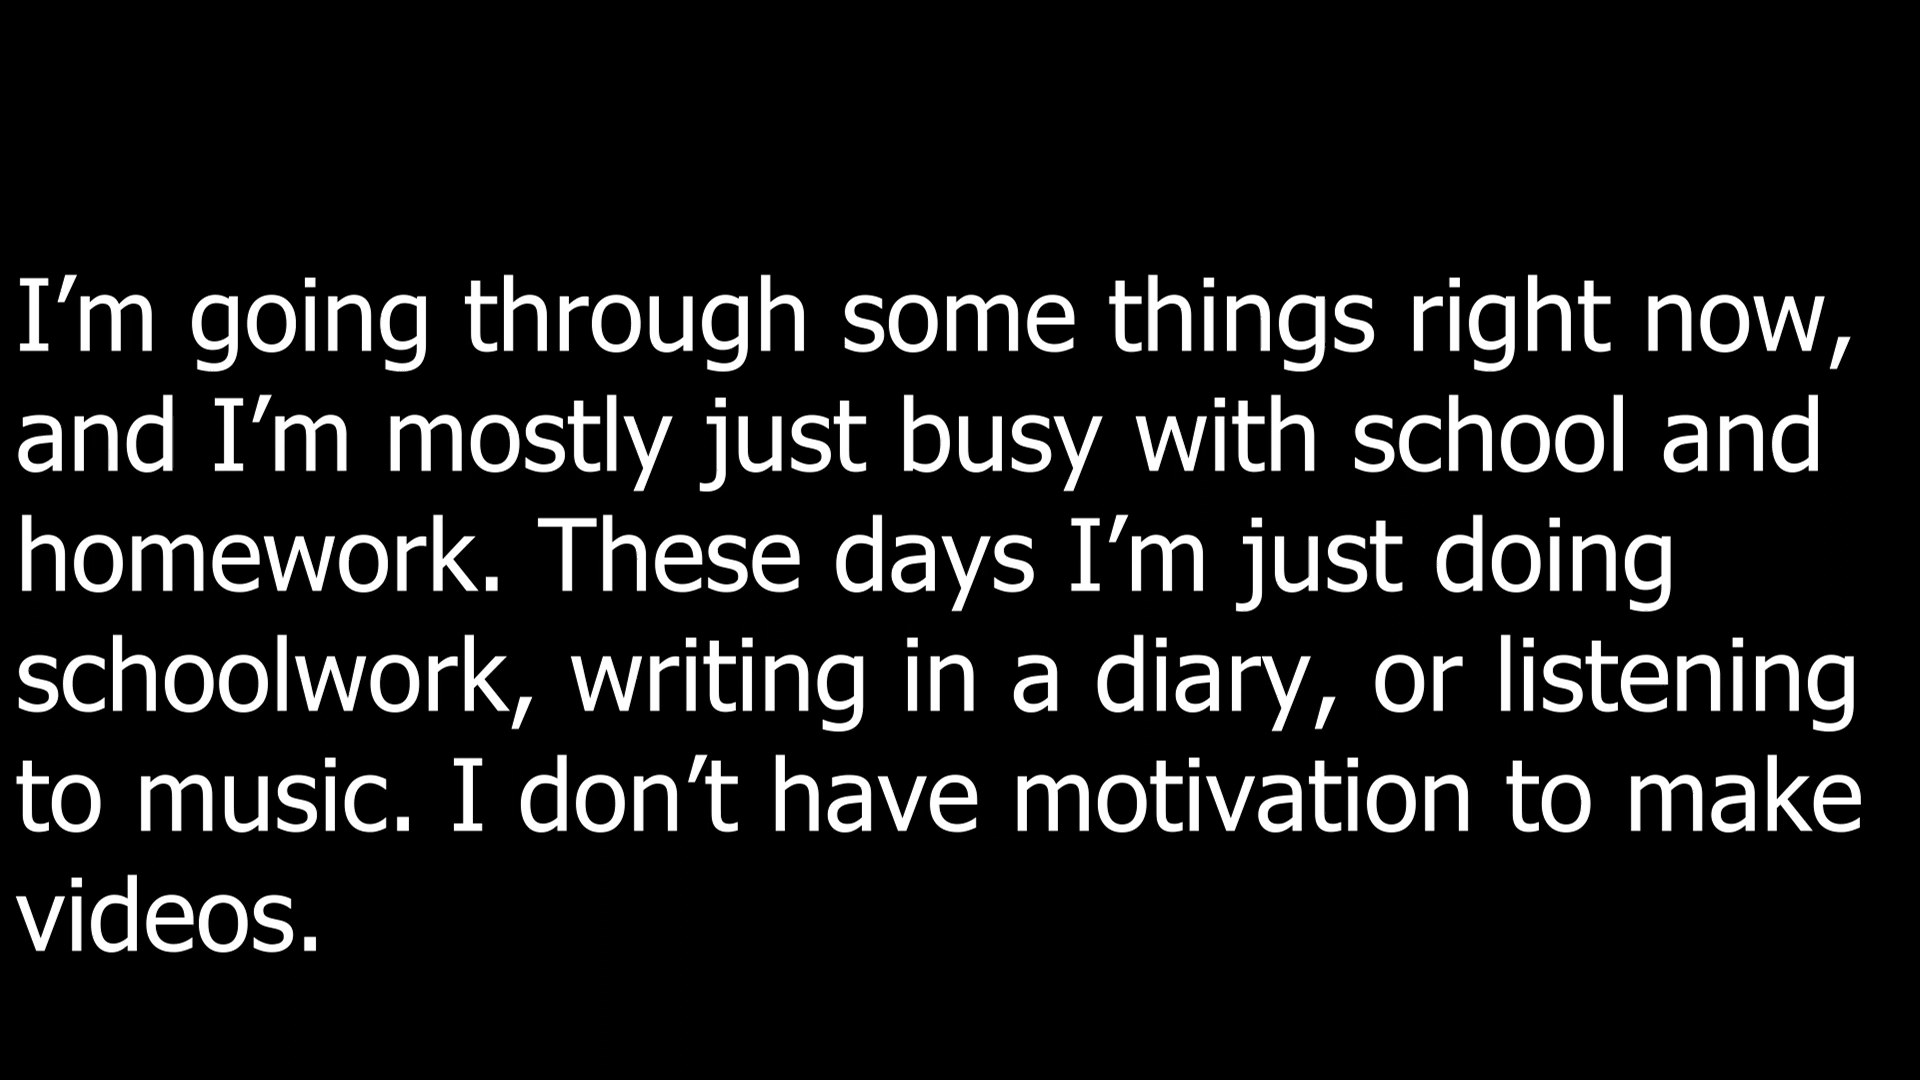 I’m going through some things right now,
and I’m mostly just busy with school and
homework. These days I’m just doing
schoolwork, writing in a diary, or listening
to music. I don’t have motivation to make
videos.